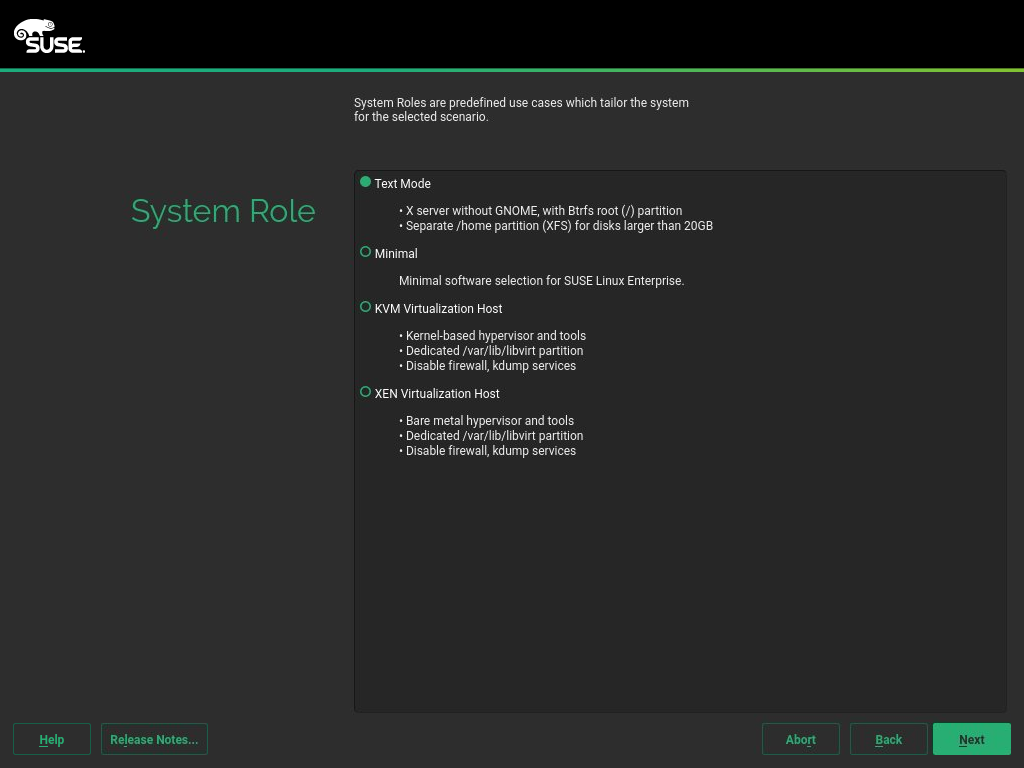 SUSE.
System Roles are predefined use cases which tailor the system
for the selected scenario.
System Role
Text Mode
• X server without GNOME, with Btrfs root (/) partition
• Separate /home partition (XFS) for disks larger than 20GB
Minimal
Minimal software selection for SUSE Linux Enterprise.
KVM Virtualization Host
• Kernel-based hypervisor and tools
• Dedicated /var/lib/libvirt partition
• Disable firewall, kdump services
XEN Virtualization Host
• Bare metal hypervisor and tools
• Dedicated /var/lib/libvirt partition
• Disable firewall, kdump services
Help Release Notes... Abort Back Next